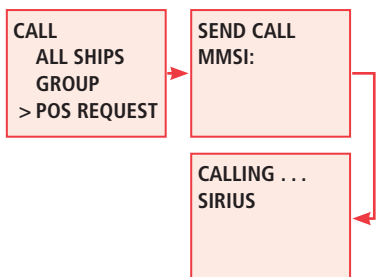 CALL
ALL SHIPS
GROUP
> POS REQUEST
SEND CALL
MMSI:
CALLING . . .
SIRIUS